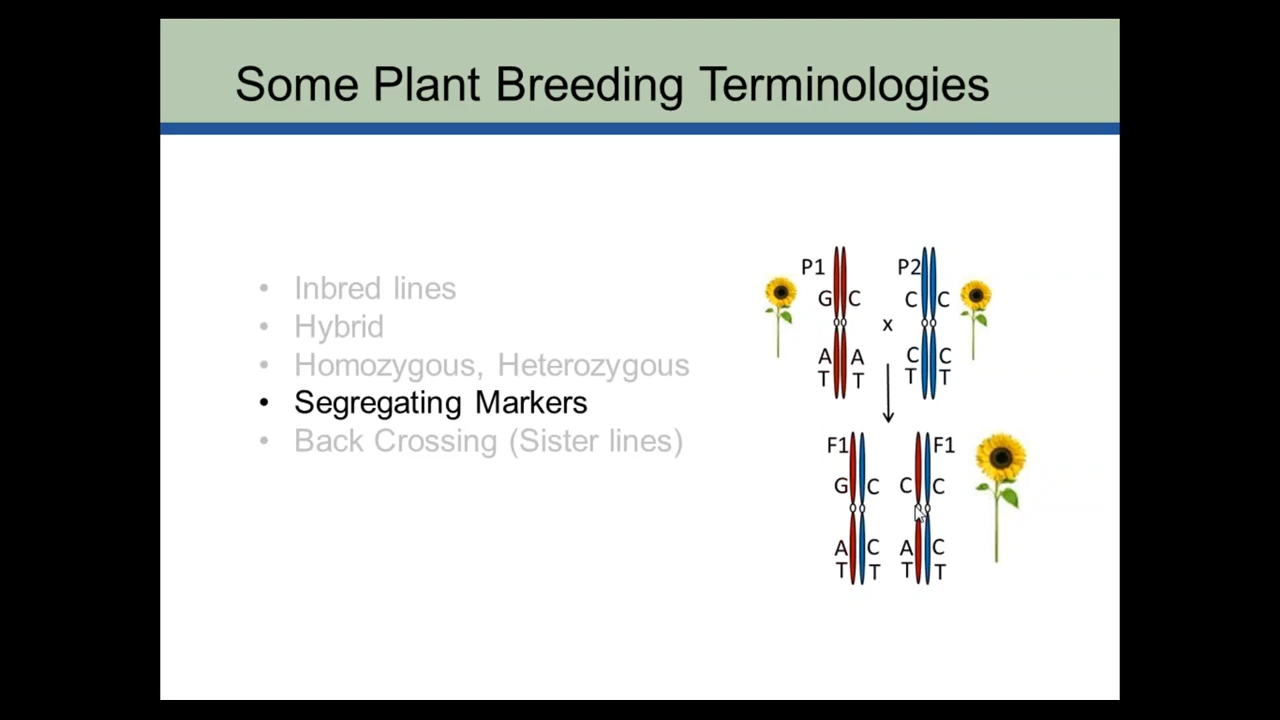 Some Plant Breeding Terminologies
• Inbred lines
• Hybrid
• Homozygous, Heterozygous
• Segregating Markers
• Back Crossing (Sister lines)
P1 P2
G C C C
x
A A C C
T T T T
F1 F1
G C C C
A C A C
T T T T